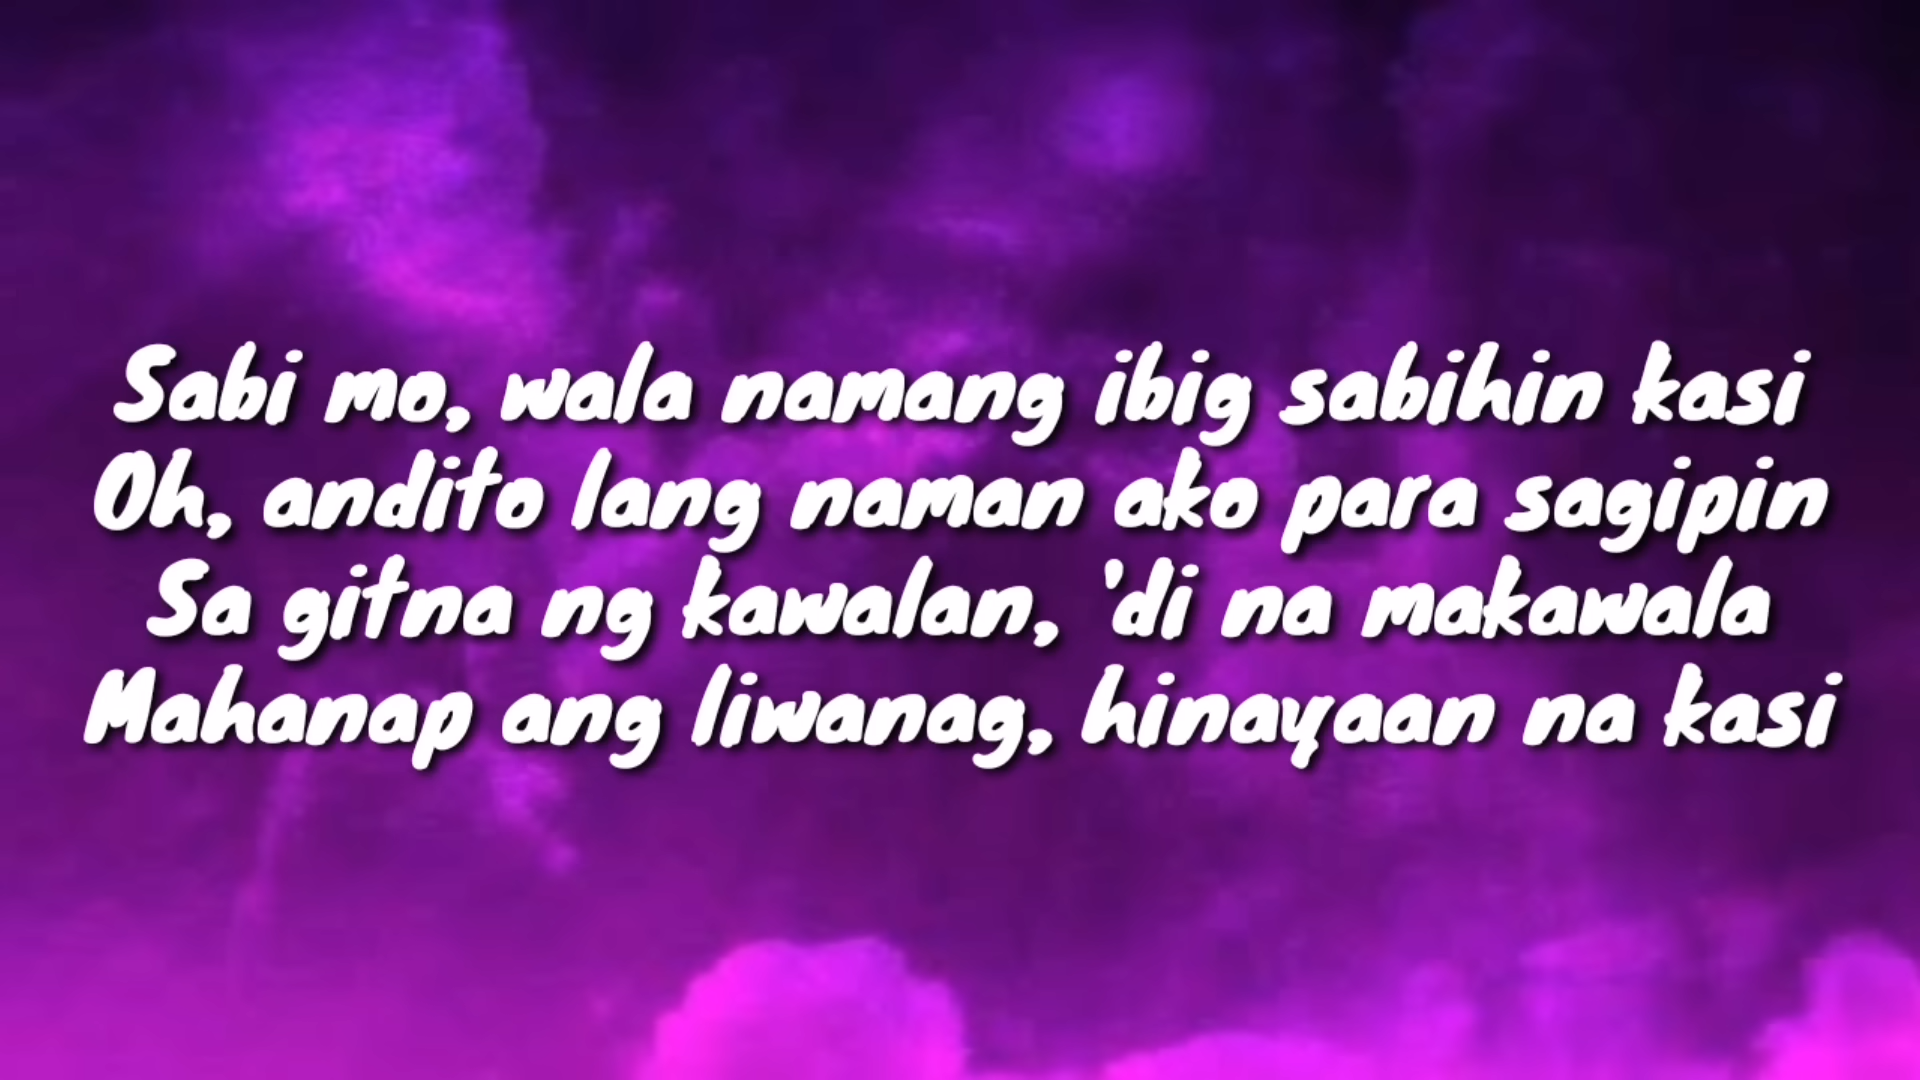 Sabi mo, wala namang ibig sabihin kasi
Oh, andito lang naman ako para sagipin
Sa gitna ng kawalan, 'di na makawala
Mahanap ang liwanag, hinayaan na kasi